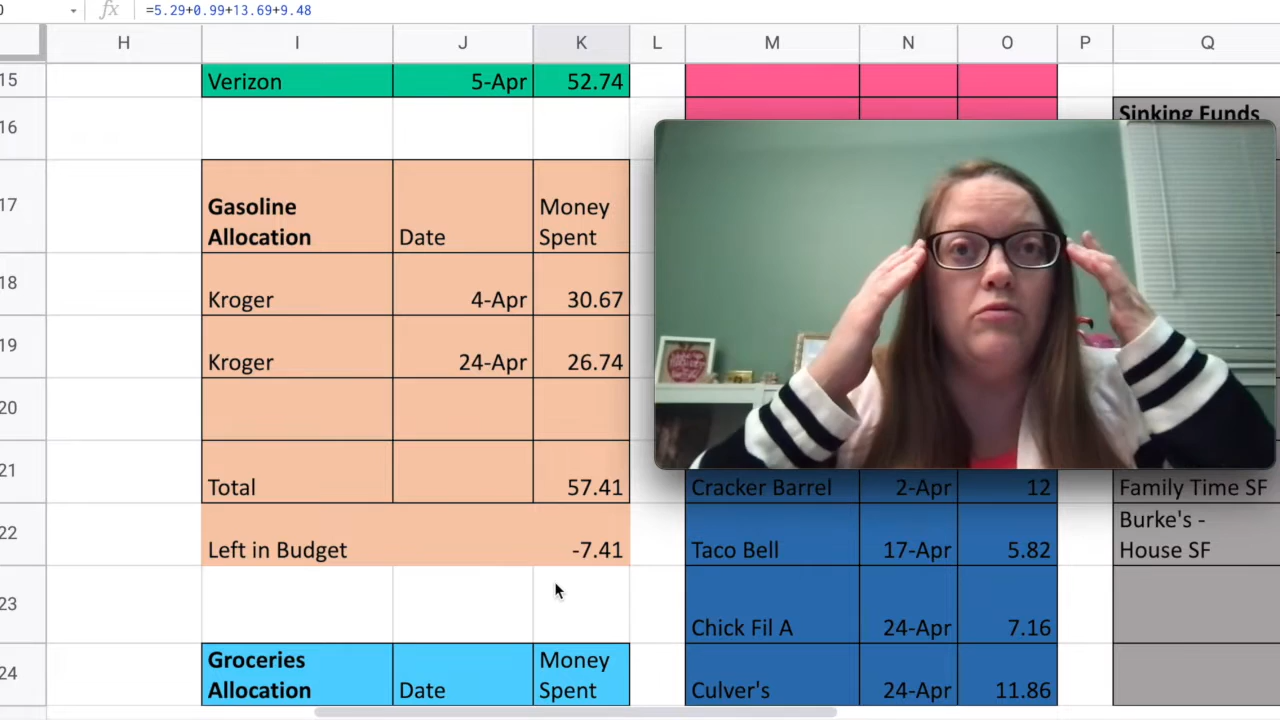 =5.29+0.99+13.69+9.48
H I J K L M N O P Q
15 Verizon 5-Apr 52.74
16 Sinking Funds
17 Gasoline Allocation Date Money Spent
18 Kroger 4-Apr 30.67
19 Kroger 24-Apr 26.74
20
21 Total 57.41 Cracker Barrel 2-Apr 12 Family Time SF
22 Left in Budget -7.41 Taco Bell 17-Apr 5.82 Burke's - House SF
23 Chick Fil A 24-Apr 7.16
24 Groceries Allocation Date Money Spent Culver's 24-Apr 11.86